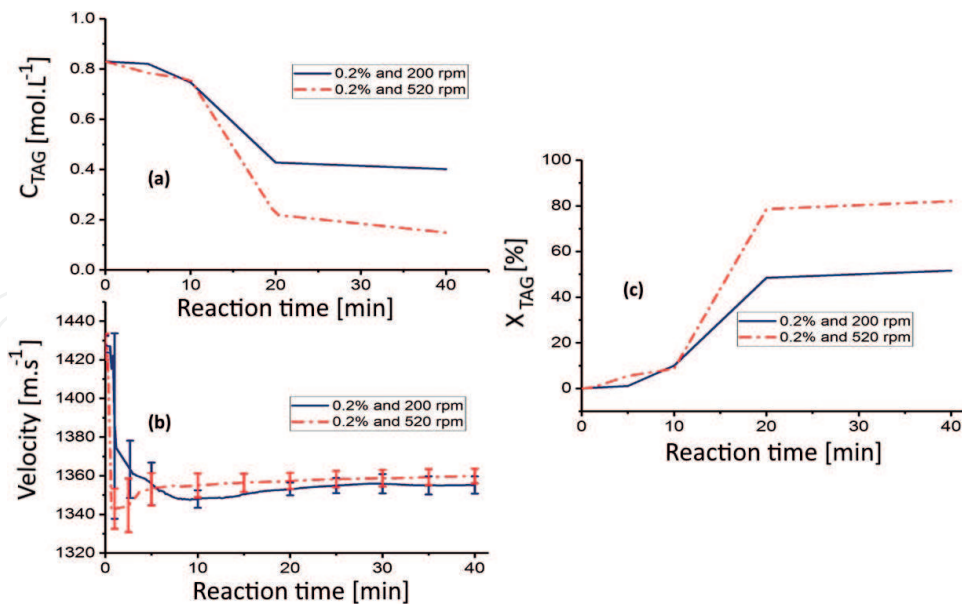 1.0
0.8
0.6
0.4
0.2
0.0
C_TAG [mol.L⁻¹]
0.2% and 200 rpm
0.2% and 520 rpm
(a)
0 10 20 30 40
Reaction time [min]
1440
1420
1400
1380
1360
1340
1320
Velocity [m.s⁻¹]
(b)
0.2% and 200 rpm
0.2% and 520 rpm
0 10 20 30 40
Reaction time [min]
100
80
60
40
20
0
X_TAG [%]
(c)
0.2% and 200 rpm
0.2% and 520 rpm
0 10 20 30 40
Reaction time [min]